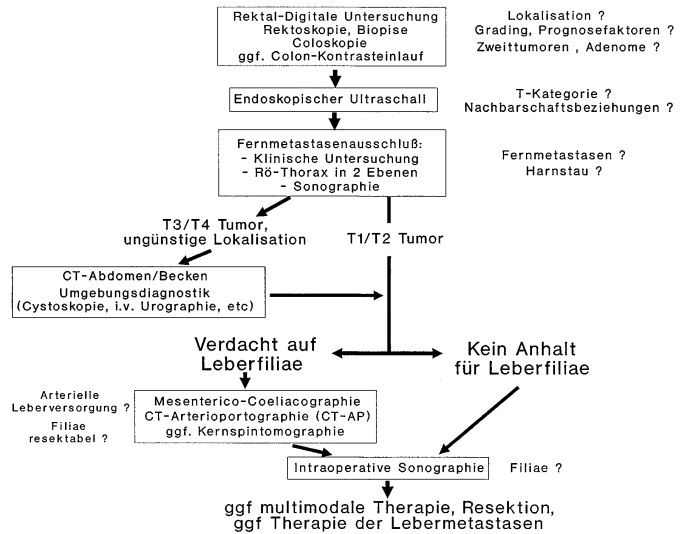 Rektal-Digitale Untersuchung
Rektoskopie, Biopise
Coloskopie
ggf. Colon-Kontrasteinlauf
Lokalisation ?
Grading, Prognosefaktoren ?
Zweittumoren , Adenome ?
Endoskopischer Ultraschall
T-Kategorie ?
Nachbarschaftsbeziehungen ?
Fernmetastasenausschluß:
- Klinische Untersuchung
- Rö-Thorax in 2 Ebenen
- Sonographie
Fernmetastasen ?
Harnstau ?
T3/T4 Tumor,
ungünstige Lokalisation
T1/T2 Tumor
CT-Abdomen/Becken
Umgebungsdiagnostik
(Cystoskopie, i.v. Urographie, etc)
Verdacht auf
Leberfiliae
Kein Anhalt
für Leberfiliae
Arterielle
Leberversorgung ?
Filiae
resektabel ?
Mesenterico-Coeliacographie
CT-Arterioportographie (CT-AP)
ggf. Kernspintomographie
Intraoperative Sonographie
Filiae ?
ggf multimodale Therapie, Resektion,
ggf Therapie der Lebermetastasen